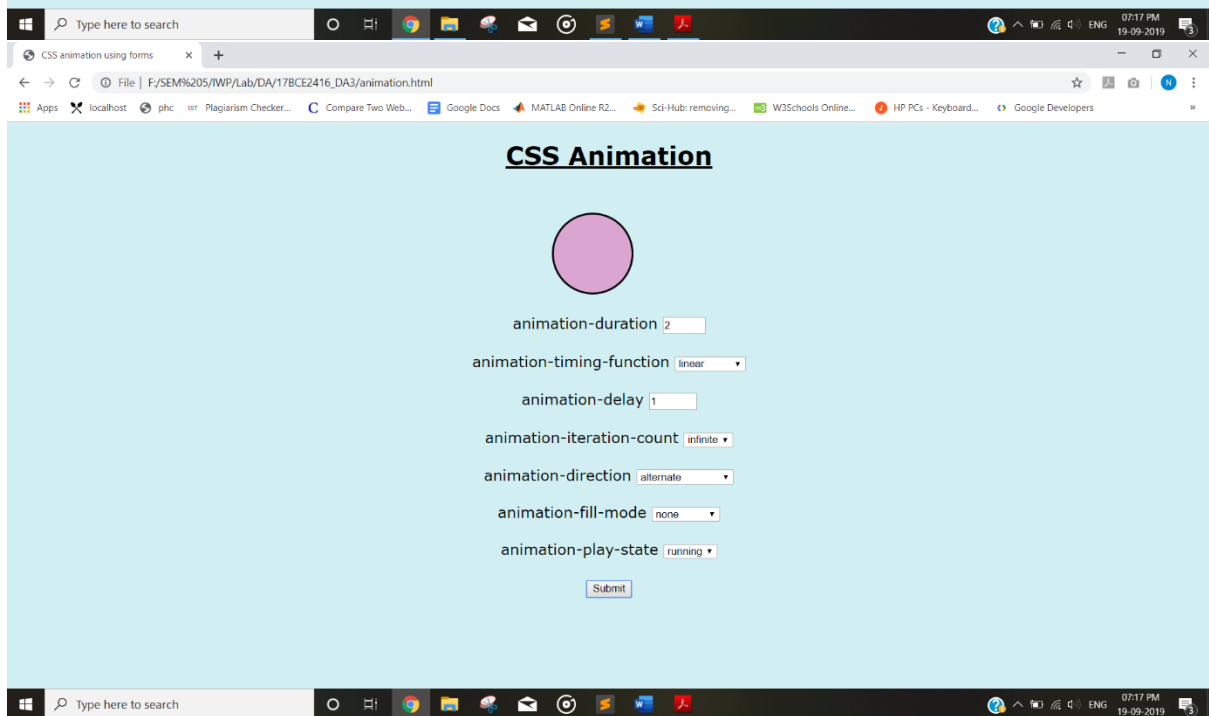 Type here to search
ENG
07:17 PM
19-09-2019
3
CSS animation using forms
File | F:/SEM%205/IWP/Lab/DA/17BCE2416_DA3/animation.html
N
Apps localhost phc SST Plagiarism Checker... C Compare Two Web... Google Docs MATLAB Online R2... Sci-Hub: removing... W3Schools Online... HP PCs - Keyboard... Google Developers »
CSS Animation
animation-duration 2
animation-timing-function linear
animation-delay 1
animation-iteration-count infinite
animation-direction alternate
animation-fill-mode none
animation-play-state running
Submit
Type here to search
ENG
07:17 PM
19-09-2019
3